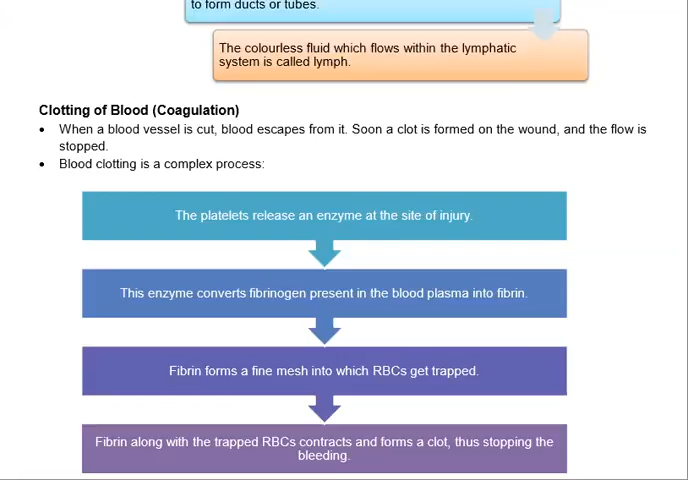 to form ducts or tubes.
The colourless fluid which flows within the lymphatic
system is called lymph.
Clotting of Blood (Coagulation)
• When a blood vessel is cut, blood escapes from it. Soon a clot is formed on the wound, and the flow is
stopped.
• Blood clotting is a complex process:
The platelets release an enzyme at the site of injury.
This enzyme converts fibrinogen present in the blood plasma into fibrin.
Fibrin forms a fine mesh into which RBCs get trapped.
Fibrin along with the trapped RBCs contracts and forms a clot, thus stopping the
bleeding.